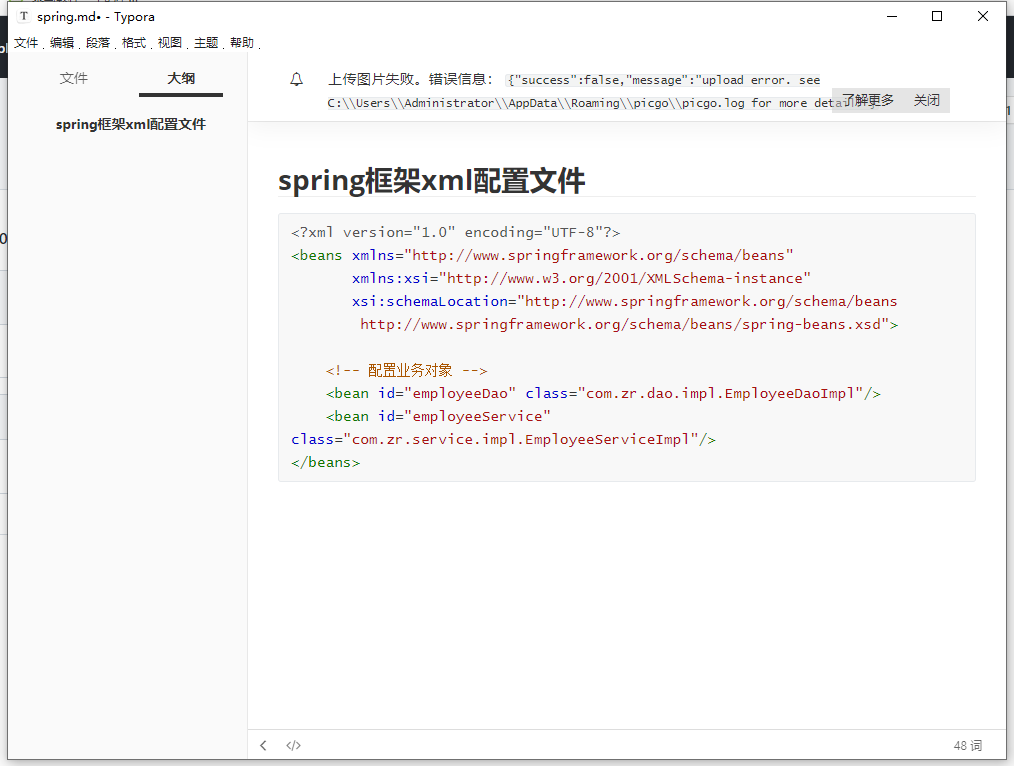 spring.md• - Typora
文件 编辑 段落 格式 视图 主题 帮助
文件 大纲
spring框架xml配置文件
上传图片失败。错误信息： {"success":false,"message":"upload error. see
C:\\Users\\Administrator\\AppData\\Roaming\\picgo\\picgo.log for more
了解更多 关闭
spring框架xml配置文件
<?xml version="1.0" encoding="UTF-8"?>
<beans xmlns="http://www.springframework.org/schema/beans"
xmlns:xsi="http://www.w3.org/2001/XMLSchema-instance"
xsi:schemaLocation="http://www.springframework.org/schema/beans
http://www.springframework.org/schema/beans/spring-beans.xsd">
<!-- 配置业务对象 -->
<bean id="employeeDao" class="com.zr.dao.impl.EmployeeDaoImpl"/>
<bean id="employeeService"
class="com.zr.service.impl.EmployeeServiceImpl"/>
</beans>
</>
48 词